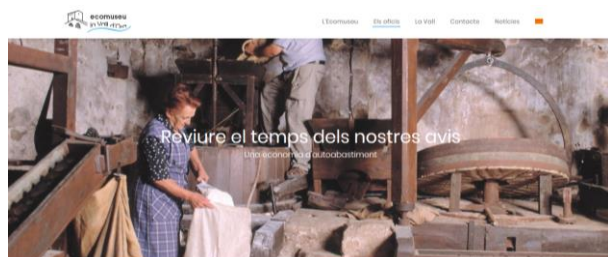 ecomuseu
L'Ecomuseu Els oficis La Vall Contacte Notícies
Reviure el temps dels nostres avis
Una economia d'autoabastiment